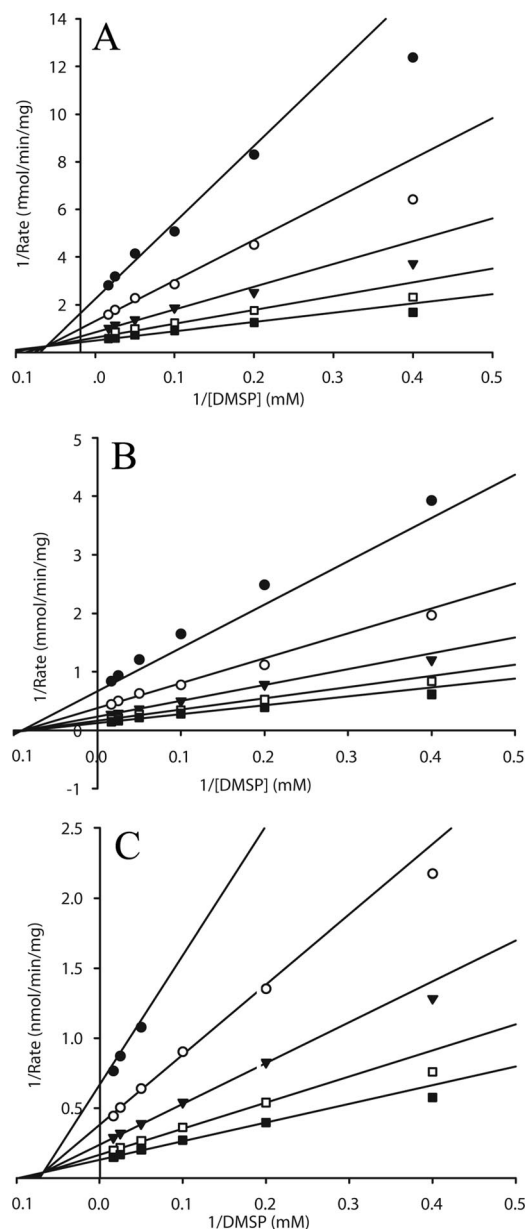 A
14
12
10
8
6
4
2
1/Rate (nmol/min/mg)
0.1 .0 0.1 0.2 0.3 0.4 0.5
1/[DMSP] (mM)
B
5
4
3
2
1
0
-1
1/Rate (mmol/min/mg)
0.1 0.0 0.1 0.2 0.3 0.4 0.5
1/[DMSP] (mM)
C
2.5
2.0
1.5
1.0
0.5
1/Rate (nmol/min/mg)
0.1 0.0 0.1 0.2 0.3 0.4 0.5
1/DMSP] (mM)